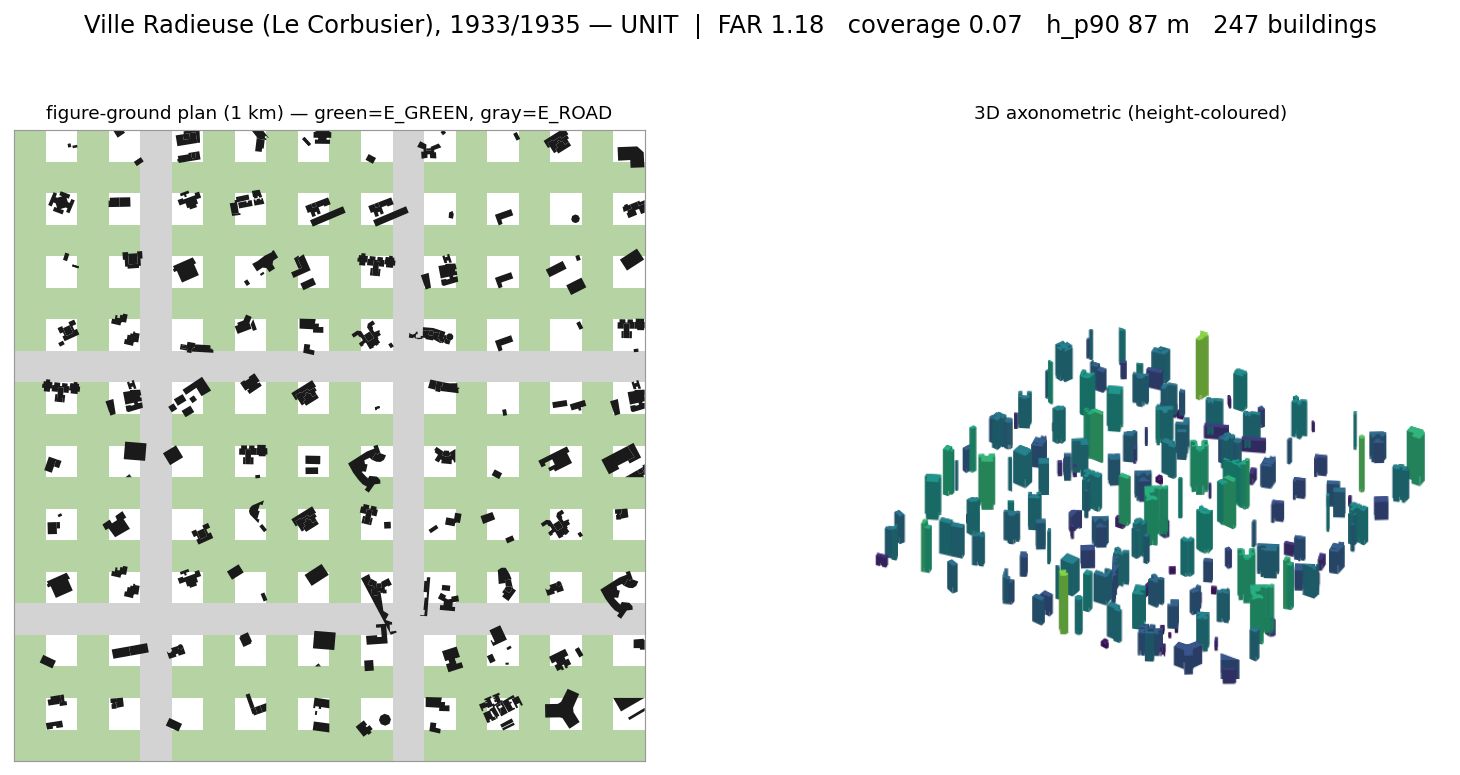 Ville Radieuse (Le Corbusier), 1933/1935 — UNIT | FAR 1.18 coverage 0.07 h_p90 87 m 247 buildings
figure-ground plan (1 km) — green=E_GREEN, gray=E_ROAD
3D axonometric (height-coloured)